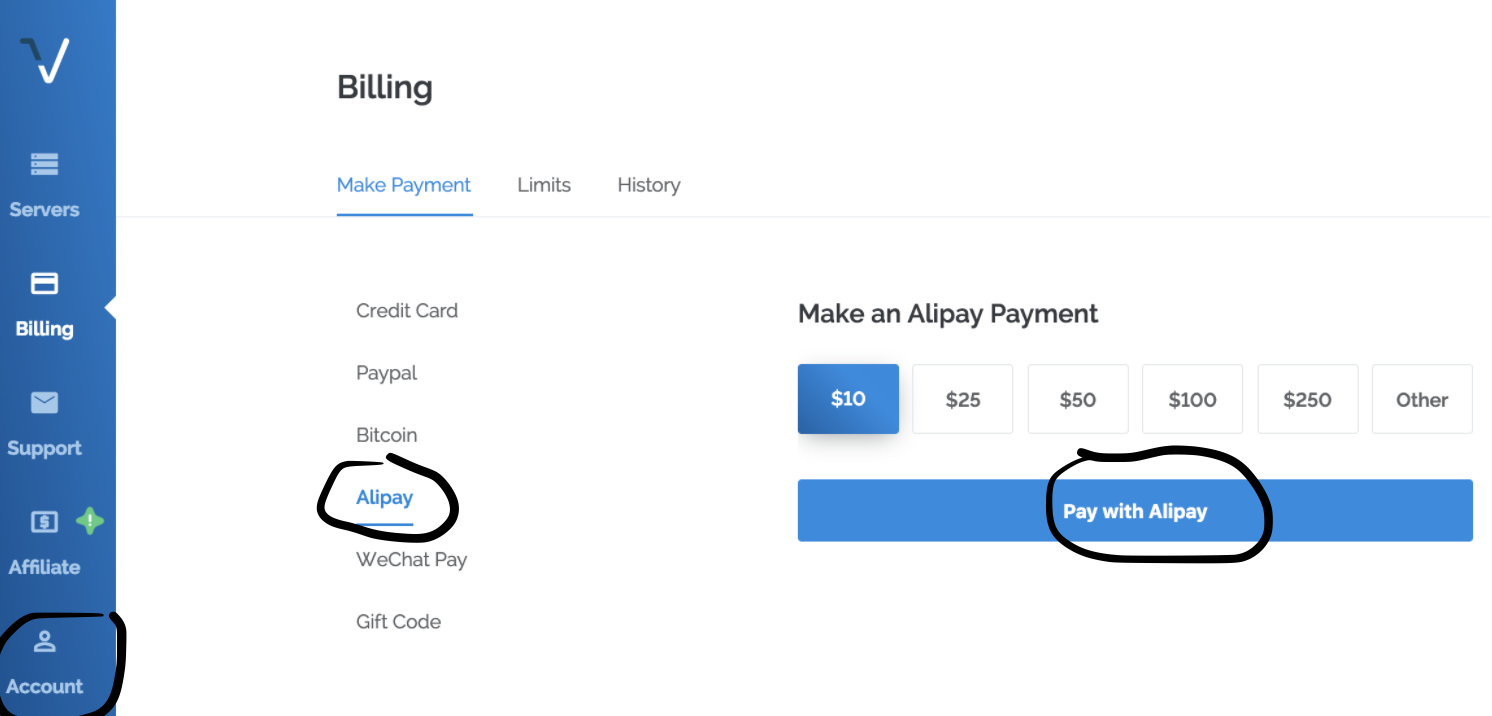 Billing
Make Payment Limits History
Servers
Billing
Support
Affiliate
Account
Credit Card
Paypal
Bitcoin
Alipay
WeChat Pay
Gift Code
Make an Alipay Payment
$10 $25 $50 $100 $250 Other
Pay with Alipay